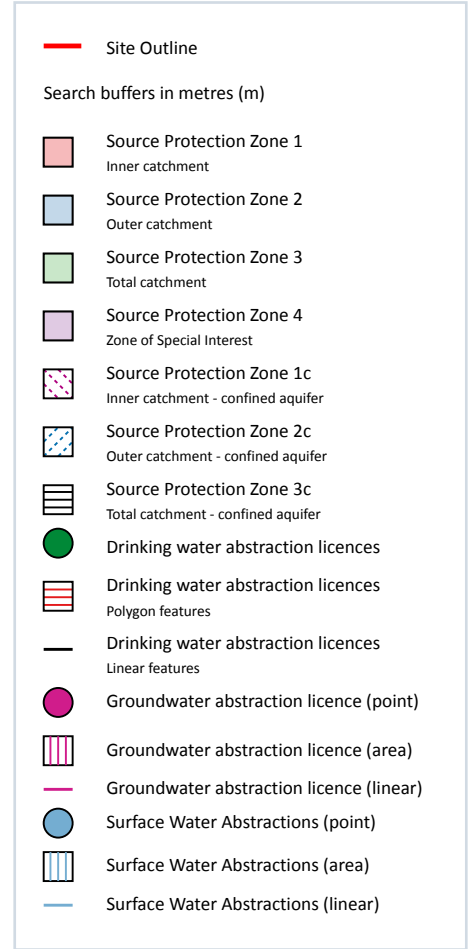 Site Outline
Search buffers in metres (m)
Source Protection Zone 1
Inner catchment
Source Protection Zone 2
Outer catchment
Source Protection Zone 3
Total catchment
Source Protection Zone 4
Zone of Special Interest
Source Protection Zone 1c
Inner catchment - confined aquifer
Source Protection Zone 2c
Outer catchment - confined aquifer
Source Protection Zone 3c
Total catchment - confined aquifer
Drinking water abstraction licences
Drinking water abstraction licences
Polygon features
Drinking water abstraction licences
Linear features
Groundwater abstraction licence (point)
Groundwater abstraction licence (area)
Groundwater abstraction licence (linear)
Surface Water Abstractions (point)
Surface Water Abstractions (area)
Surface Water Abstractions (linear)